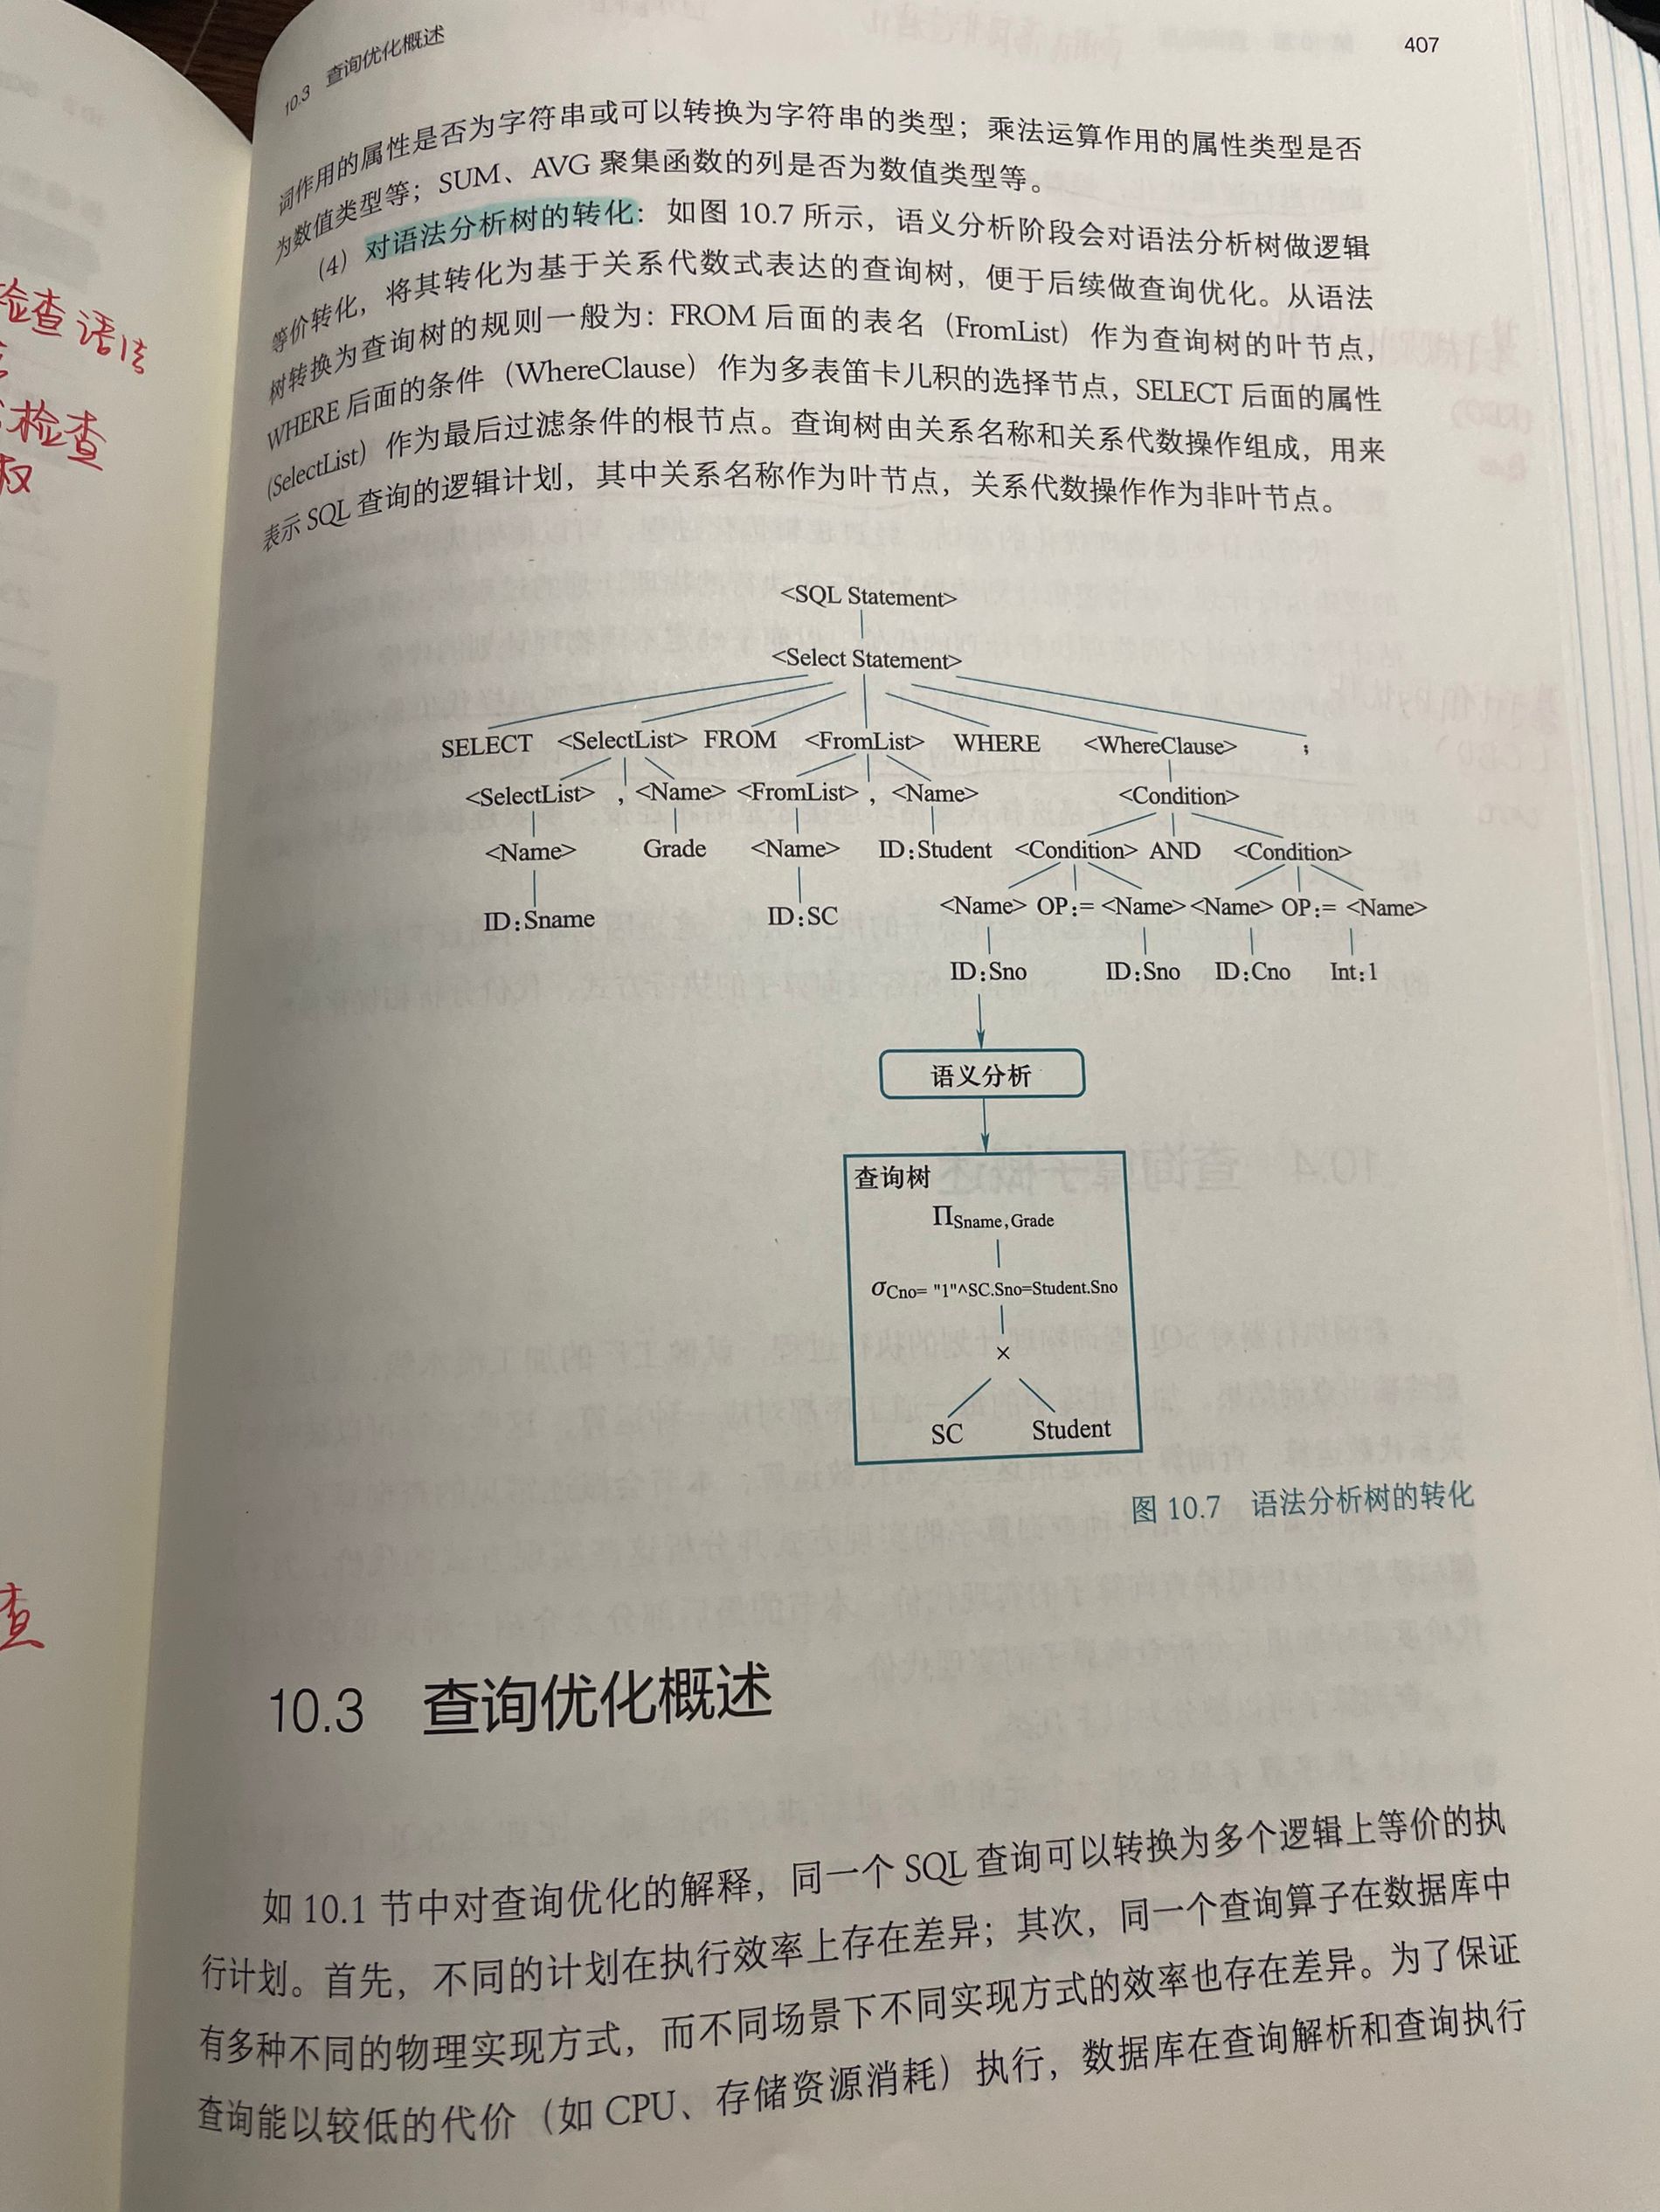 10.3 查询优化概述
407
词作用的属性是否为字符串或可以转换为字符串的类型；乘法运算作用的属性类型是否
为数值类型等；SUM、AVG 聚集函数的列是否为数值类型等。
（4）对语法分析树的转化：如图 10.7 所示，语义分析阶段会对语法分析树做逻辑
等价转化，将其转化为基于关系代数式表达的查询树，便于后续做查询优化。从语法
树转换为查询树的规则一般为：FROM 后面的表名（FromList）作为查询树的叶节点，
WHERE 后面的条件（WhereClause）作为多表笛卡儿积的选择节点，SELECT 后面的属性
(SelectList）作为最后过滤条件的根节点。查询树由关系名称和关系代数操作组成，用来
表示 SQL 查询的逻辑计划，其中关系名称作为叶节点，关系代数操作作为非叶节点。
检查语法
检查
权
<SQL Statement>
<Select Statement>
SELECT <SelectList> FROM <FromList> WHERE <WhereClause> ;
<SelectList> , <Name> <FromList> , <Name> <Condition>
<Name> Grade <Name> ID:Student <Condition> AND <Condition>
ID:Sname ID:SC <Name> OP:= <Name> <Name> OP:= <Name>
ID:Sno ID:Sno ID:Cno Int:1
语义分析
查询树
ΠSname,Grade
σCno= "1"^SC.Sno=Student.Sno
×
SC Student
图 10.7 语法分析树的转化
查
10.3 查询优化概述
如 10.1 节中对查询优化的解释，同一个 SQL 查询可以转换为多个逻辑上等价的执
行计划。首先，不同的计划在执行效率上存在差异；其次，同一个查询算子在数据库中
有多种不同的物理实现方式，而不同场景下不同实现方式的效率也存在差异。为了保证
查询能以较低的代价（如 CPU、存储资源消耗）执行，数据库在查询解析和查询执行